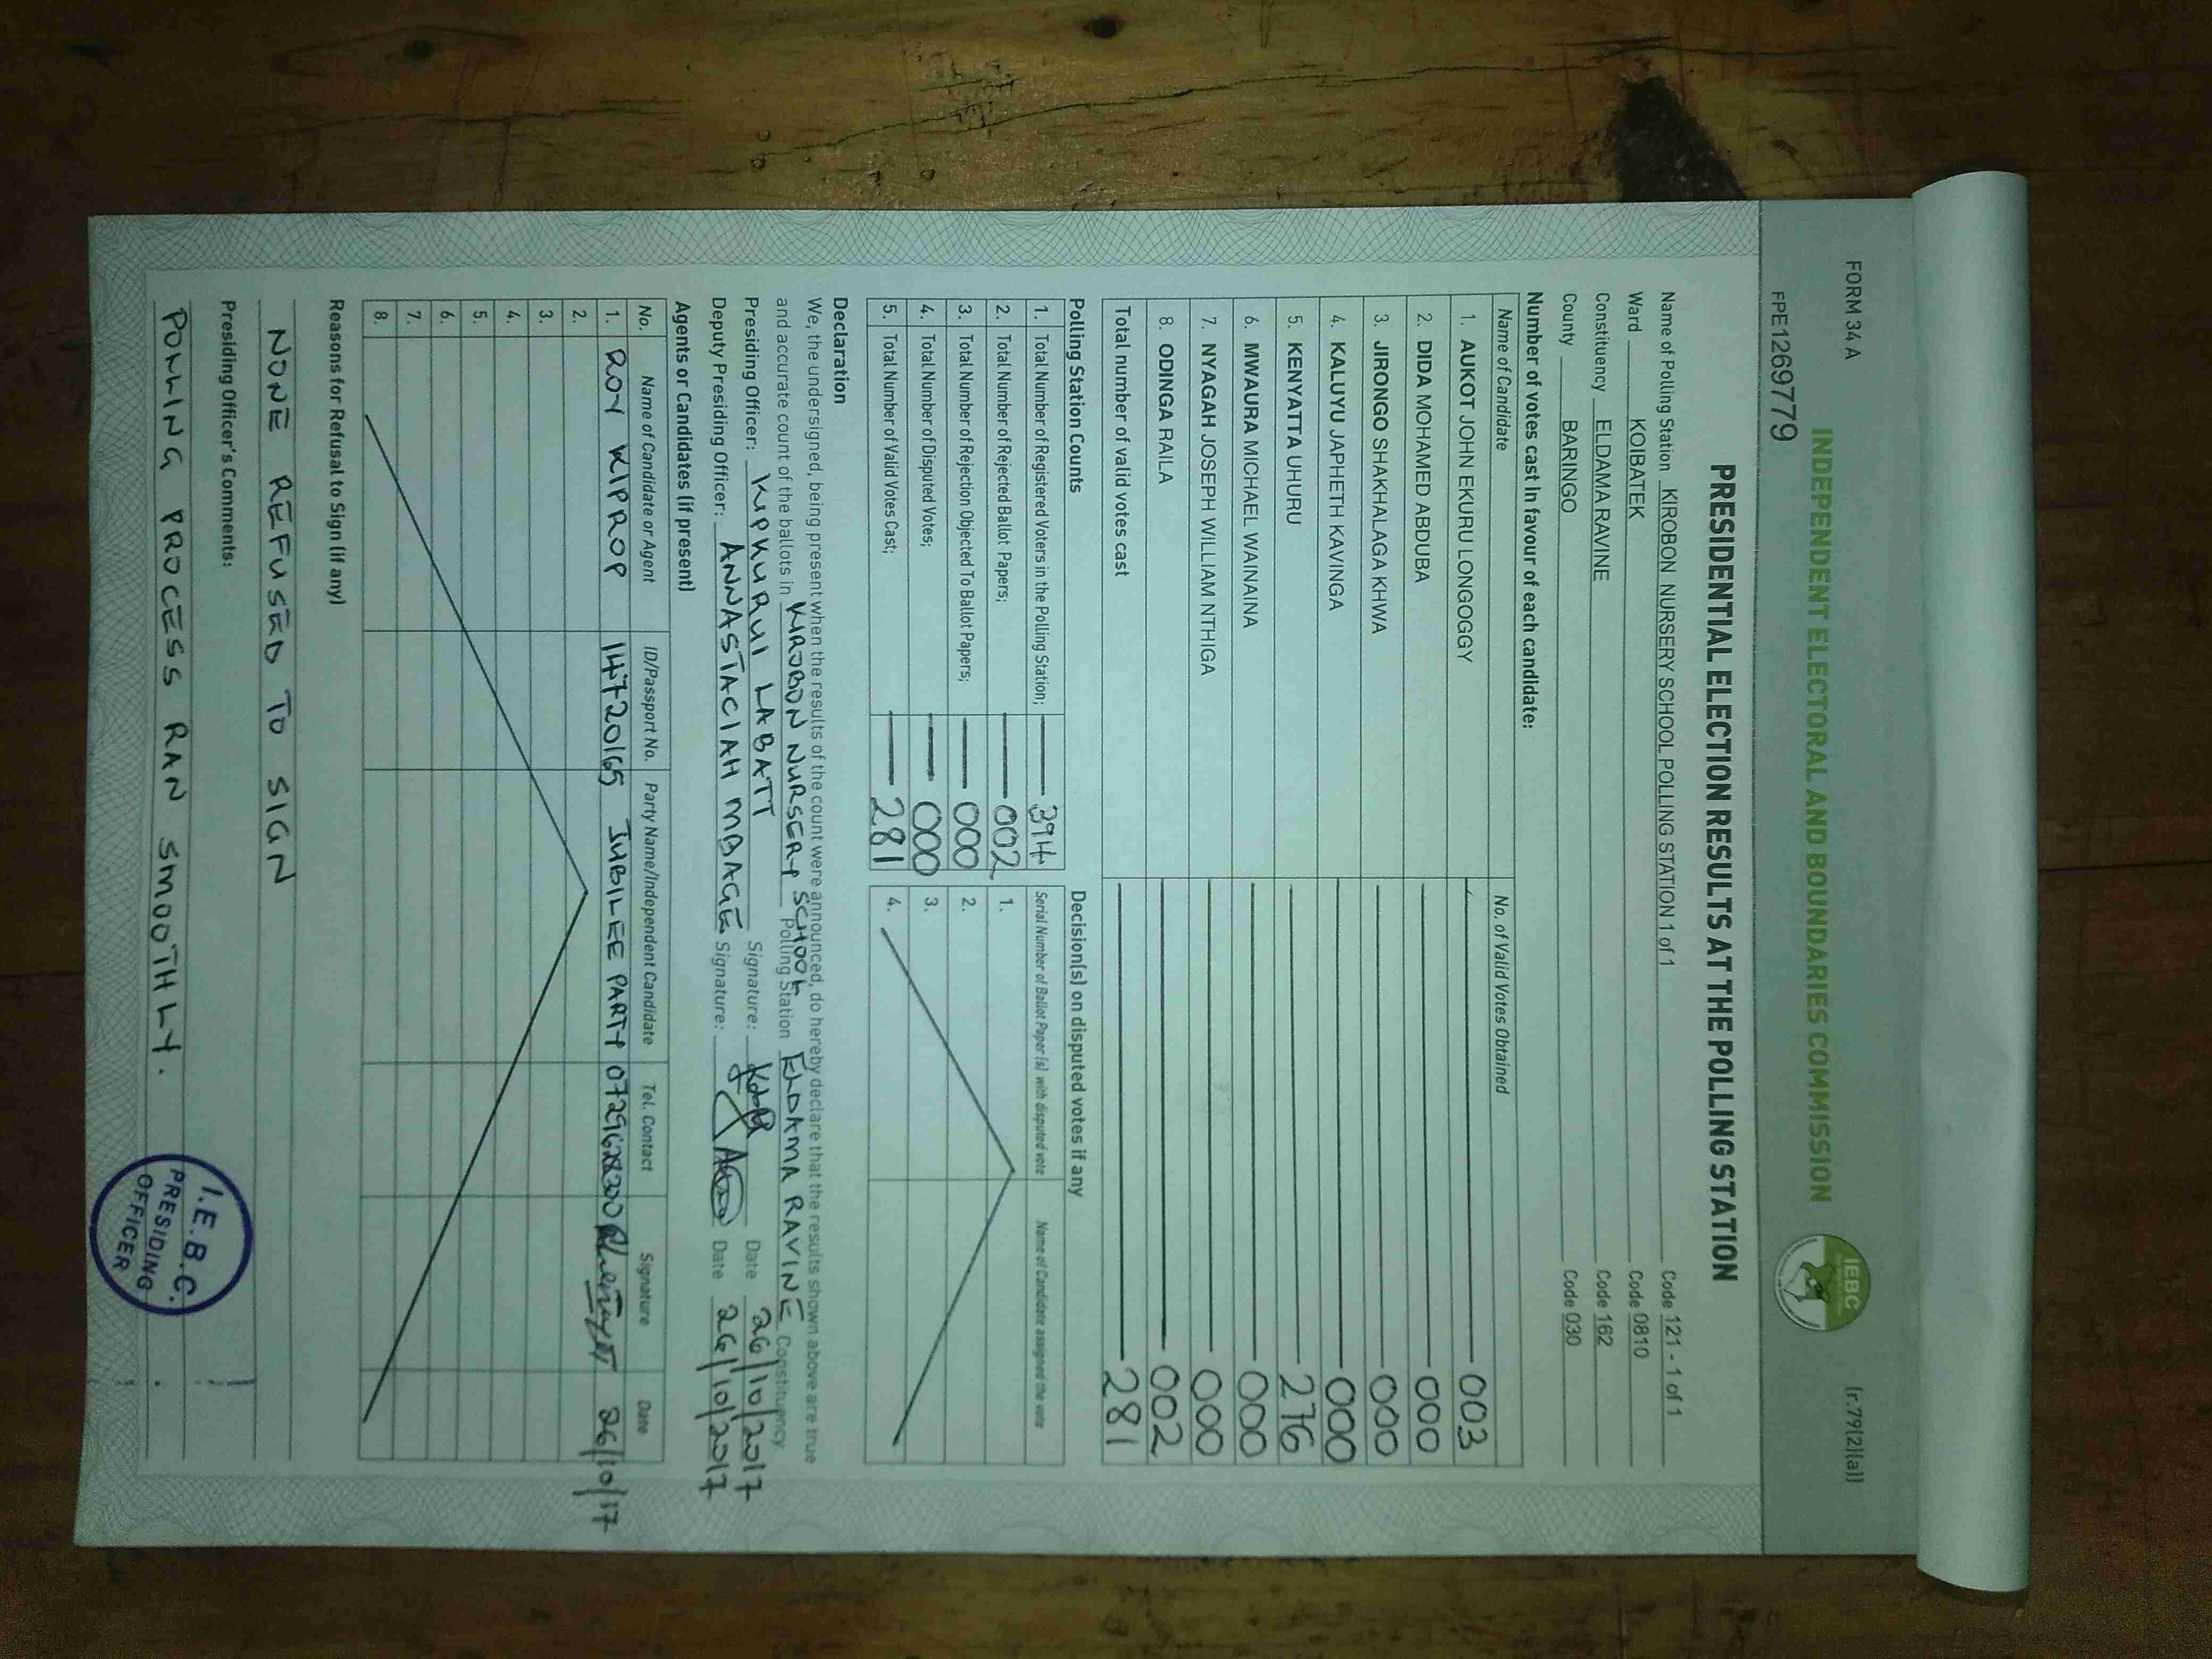 FORM 34 A
(r.79(2)(a))
INDEPENDENT ELECTORAL AND BOUNDARIES COMMISSION
IEBC
FPE1269779
PRESIDENTIAL ELECTION RESULTS AT THE POLLING STATION
Name of Polling Station KIROBON NURSERY SCHOOL POLLING STATION 1 of 1 Code 121 - 1 of 1
Ward KOIBATEK Code 0810
Constituency ELDAMA RAVINE Code 162
County BARINGO Code 030
Number of votes cast in favour of each candidate:
Name of Candidate No. of Valid Votes Obtained
1. AUKOT JOHN EKURU LONGOGGY 003
2. DIDA MOHAMED ABDUBA 000
3. JIRONGO SHAKHALAGA KHWA 000
4. KALUYU JAPHETH KAVINGA 000
5. KENYATTA UHURU 276
6. MWAURA MICHAEL WAINAINA 000
7. NYAGAH JOSEPH WILLIAM NTHIGA 000
8. ODINGA RAILA 002
Total number of valid votes cast 281
Polling Station Counts
1. Total Number of Registered Voters in the Polling Station; 394
2. Total Number of Rejected Ballot Papers; 002
3. Total Number of Rejection Objected To Ballot Papers; 000
4. Total Number of Disputed Votes; 000
5. Total Number of Valid Votes Cast; 281
Decision(s) on disputed votes if any
Serial Number of Ballot Paper (s) with disputed vote Name of Candidate assigned the vote
1.
2.
3.
4.
Declaration
We, the undersigned, being present when the results of the count were announced, do hereby declare that the results shown above are true
and accurate count of the ballots in KIROBON NURSERY SCHOOL Polling Station ELDAMA RAVINE Constituency
Presiding Officer: KIPKURUI LABATT Signature: Date 26/10/2017
Deputy Presiding Officer: ANNASTACIAH MBAGE Signature: Date 26/10/2017
Agents or Candidates (if present)
No. Name of Candidate or Agent ID/Passport No. Party Name/Independent Candidate Tel. Contact Signature Date
1. ROY KIPROP 14720165 JUBILEE PARTY 0729628300 26/10/17
2.
3.
4.
5.
6.
7.
8.
Reasons for Refusal to Sign (if any)
NONE REFUSED TO SIGN
Presiding Officer's Comments:
POLLING PROCESS RAN SMOOTHLY.
I.E.B.C.
PRESIDING
OFFICER